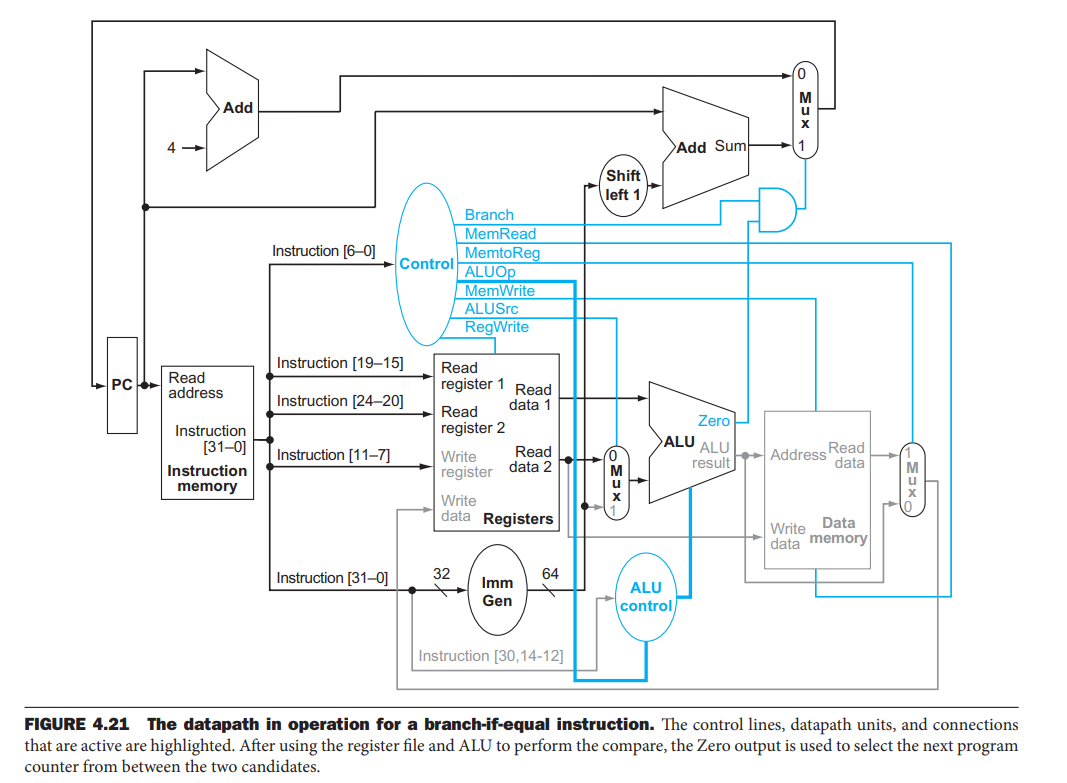 0
M
u
x
1
Add
4
Add Sum
Shift
left 1
Branch
MemRead
MemtoReg
ALUOp
MemWrite
ALUSrc
RegWrite
Control
Instruction [6–0]
PC
Read
address
Instruction
[31–0]
Instruction
memory
Instruction [19–15]
Instruction [24–20]
Instruction [11–7]
Instruction [31–0]
Read
register 1
Read
register 2
Write
register
Write
data
Read
data 1
Read
data 2
Registers
0
M
u
x
1
Zero
ALU
ALU
result
Address
Read
data
Write
data
Data
memory
1
M
u
x
0
32
Imm
Gen
64
ALU
control
Instruction [30,14-12]
FIGURE 4.21 The datapath in operation for a branch-if-equal instruction. The control lines, datapath units, and connections
that are active are highlighted. After using the register file and ALU to perform the compare, the Zero output is used to select the next program
counter from between the two candidates.